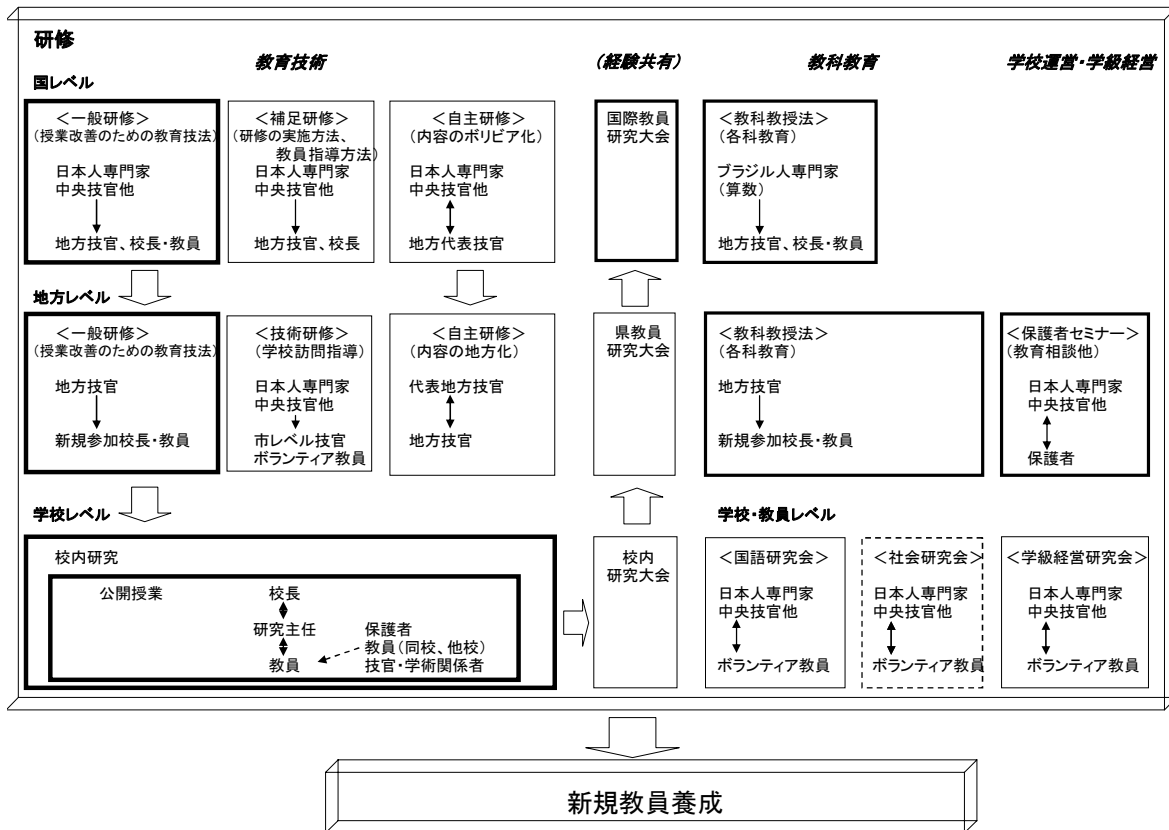 研修
教育技術
（経験共有）
教科教育
学校運営・学級経営
国レベル
＜一般研修＞
(授業改善のための教育技法)
日本人専門家
中央技官他
地方技官、校長・教員
＜補足研修＞
(研修の実施方法、
教員指導方法)
日本人専門家
中央技官他
地方技官、校長
＜自主研修＞
(内容のボリビア化)
日本人専門家
中央技官他
地方代表技官
国際教員
研究大会
＜教科教授法＞
(各科教育)
ブラジル人専門家
(算数)
地方技官、校長・教員
地方レベル
＜一般研修＞
(授業改善のための教育技法)
地方技官
新規参加校長・教員
＜技術研修＞
(学校訪問指導)
日本人専門家
中央技官他
市レベル技官
ボランティア教員
＜自主研修＞
(内容の地方化)
代表地方技官
地方技官
県教員
研究大会
＜教科教授法＞
(各科教育)
地方技官
新規参加校長・教員
＜保護者セミナー＞
(教育相談他)
日本人専門家
中央技官他
保護者
学校レベル
校内研究
公開授業
校長
研究主任
教員
保護者
教員(同校、他校)
技官・学術関係者
校内
研究大会
学校・教員レベル
＜国語研究会＞
日本人専門家
中央技官他
ボランティア教員
＜社会研究会＞
日本人専門家
中央技官他
ボランティア教員
＜学級経営研究会＞
日本人専門家
中央技官他
ボランティア教員
新規教員養成